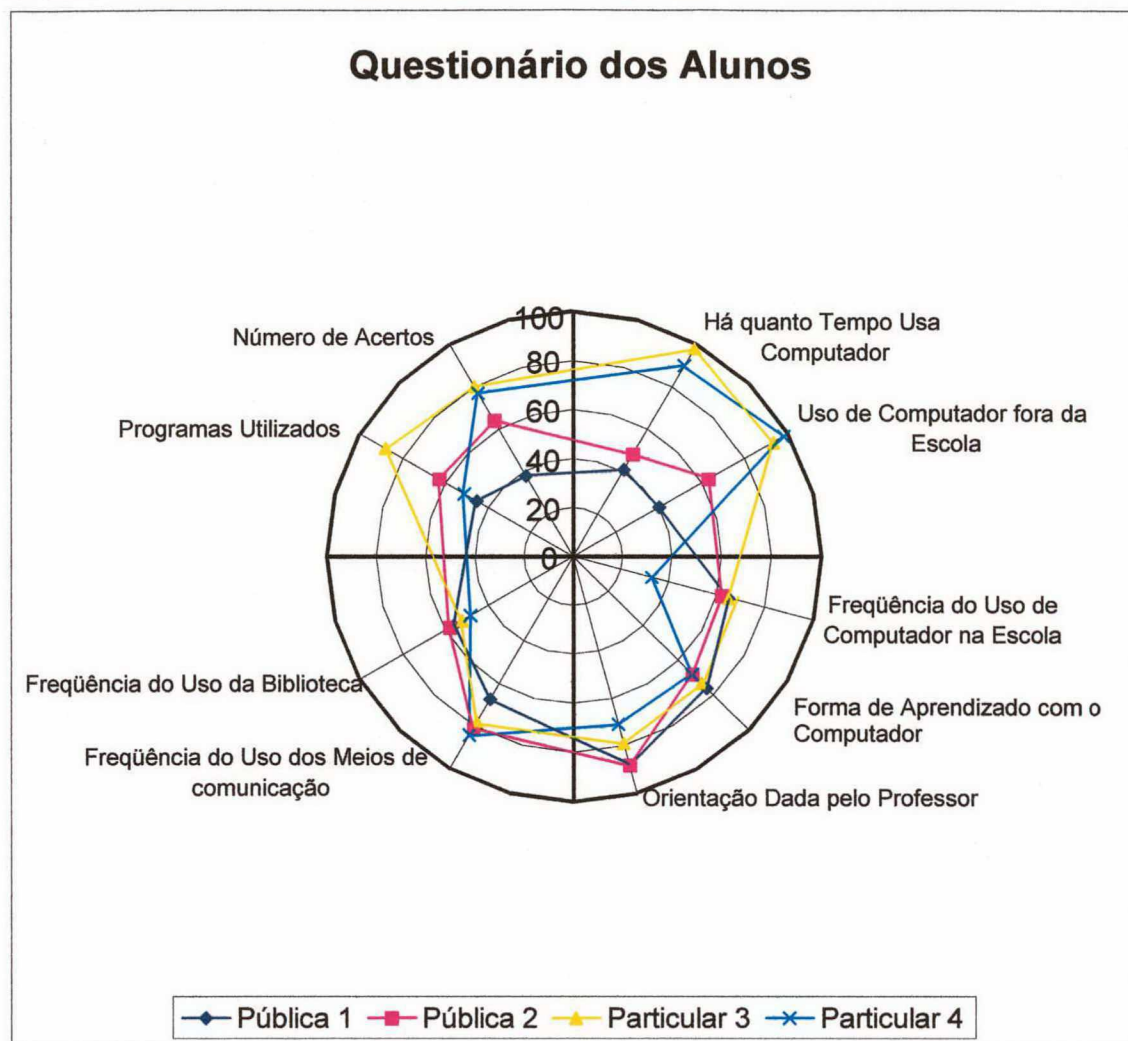 Questionário dos Alunos
100
80
60
40
20
0
Há quanto Tempo Usa
Computador
Uso de Computador fora da
Escola
Freqüência do Uso de
Computador na Escola
Forma de Aprendizado com o
Computador
Orientação Dada pelo Professor
Freqüência do Uso dos Meios de
comunicação
Freqüência do Uso da Biblioteca
Programas Utilizados
Número de Acertos
Pública 1 Pública 2 Particular 3 Particular 4